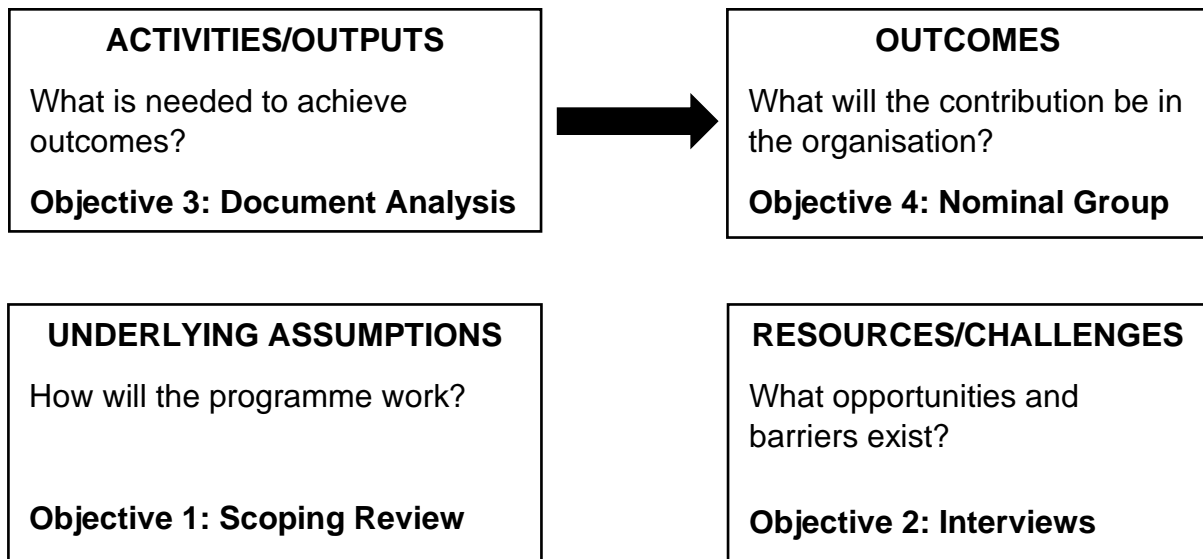 ACTIVITIES/OUTPUTS
What is needed to achieve
outcomes?
Objective 3: Document Analysis
OUTCOMES
What will the contribution be in
the organisation?
Objective 4: Nominal Group
UNDERLYING ASSUMPTIONS
How will the programme work?
Objective 1: Scoping Review
RESOURCES/CHALLENGES
What opportunities and
barriers exist?
Objective 2: Interviews